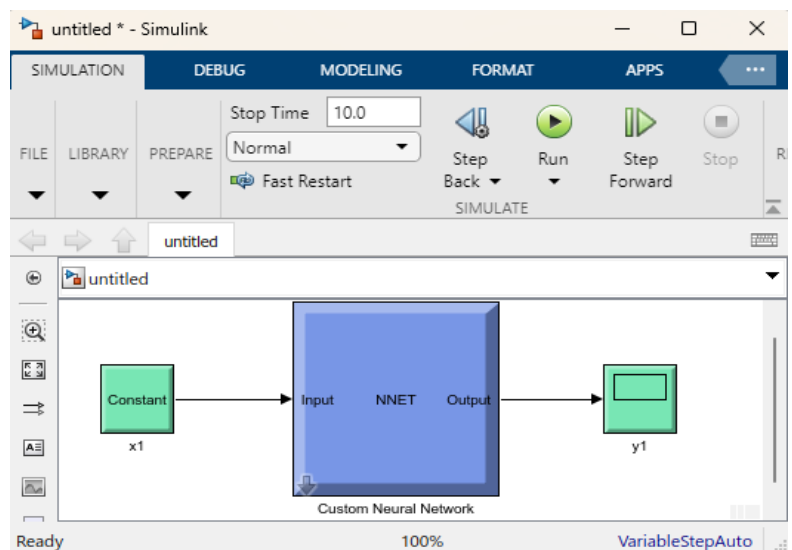 untitled * - Simulink
SIMULATION DEBUG MODELING FORMAT APPS
Stop Time 10.0
Normal
Fast Restart
FILE LIBRARY PREPARE
Step Back
Run
Step Forward
Stop
R
SIMULATE
untitled
untitled
Constant
x1
Input NNET Output
Custom Neural Network
y1
Ready 100% VariableStepAuto